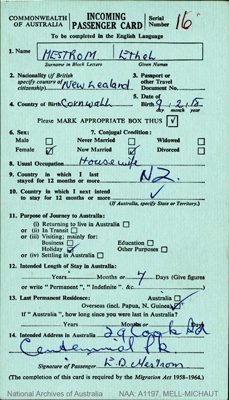 COMMONWEALTH OF AUSTRALIA
INCOMING PASSENGER CARD
Serial Number 16
To be completed in the English Language
1. Name MESTROM Ethel
Surname in Block Letters Given Names
2. Nationality (if British specify country of citizenship) New Zealand
3. Passport or other Travel Document No.
4. Country of Birth Cornwall
5. Date of Birth 9.2.18
day month year
Please MARK APPROPRIATE BOX THUS √
6. Sex:
7. Conjugal Condition:
Male Never Married Widowed
Female √ Now Married √ Divorced
8. Usual Occupation Housewife
9. Country in which I last stayed for 12 months or more NZ.
10. Country in which I next intend to stay for 12 months or more
(If Australia, specify State or Territory.)
11. Purpose of Journey to Australia:
(i) Returning to live in Australia
or (ii) In Transit
or (iii) Visiting; mainly for:
Business Education
Holiday √ Other Purposes
or (iv) Settling in Australia
12. Intended Length of Stay in Australia:
Years Months 7 Days (Give figures
or write "Permanent", "Indefinite", &c. )
13. Last Permanent Residence: Australia
Overseas (incl. Papua, N. Guinea)
If "Australia", how long since you were last in Australia?
Years Months
14. Intended Address in Australia 29 Cook Rd
Centennial Pk
Signature of Passenger E.D. Mestrom
(The completion of this card is required by the Migration Act 1958-1964).
National Archives of Australia NAA: A1197, MELL-MICHAUT